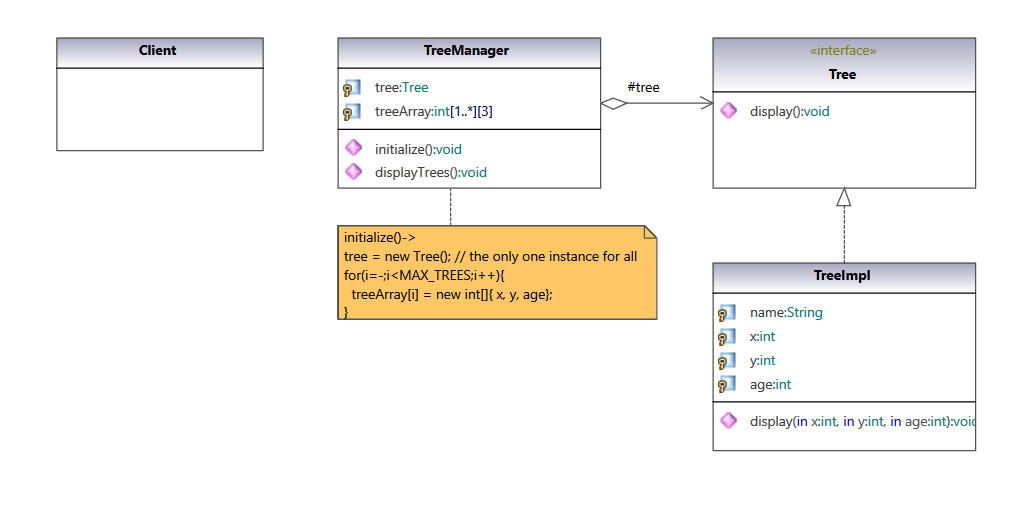 Client
TreeManager
tree:Tree
treeArray:int[1..*][3]
initialize():void
displayTrees():void
#tree
«interface»
Tree
display():void
initialize()->
tree = new Tree(); // the only one instance for all
for(i=-;i<MAX_TREES;i++){
treeArray[i] = new int[]{ x, y, age};
}
TreeImpl
name:String
x:int
y:int
age:int
display(in x:int, in y:int, in age:int):void